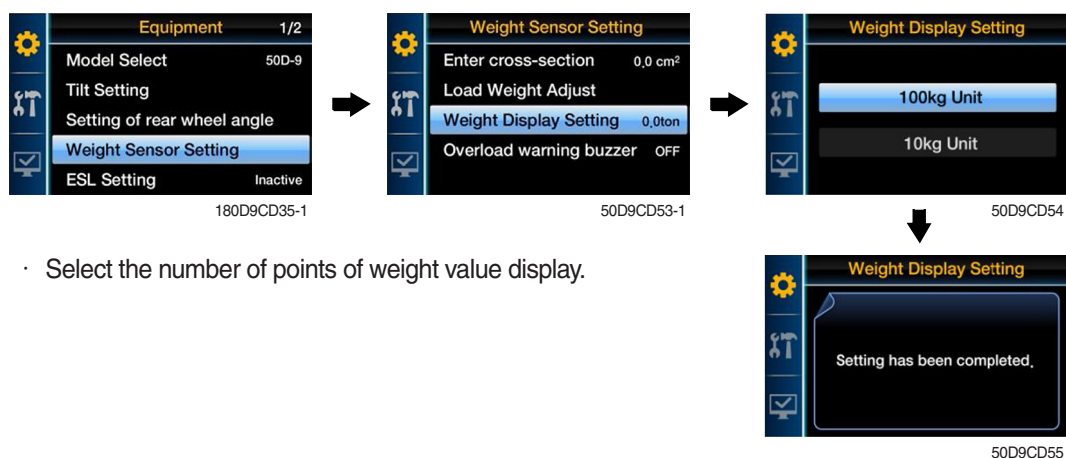 Equipment 1/2
Model Select 50D-9
Tilt Setting
Setting of rear wheel angle
Weight Sensor Setting
ESL Setting Inactive
180D9CD35-1
Weight Sensor Setting
Enter cross-section 0,0 cm²
Load Weight Adjust
Weight Display Setting 0,0ton
Overload warning buzzer OFF
50D9CD53-1
Weight Display Setting
100kg Unit
10kg Unit
50D9CD54
· Select the number of points of weight value display.
Weight Display Setting
Setting has been completed.
50D9CD55